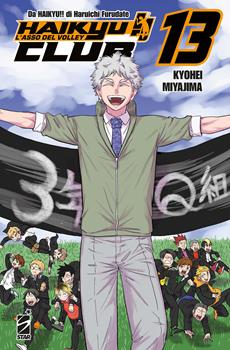 Da HAIKYU!! di Haruichi Furudate
HAIKYU!!
L'ASSO DEL VOLLEY
CLUB
13
KYOHEI
MIYAJIMA
3年 組
STAR